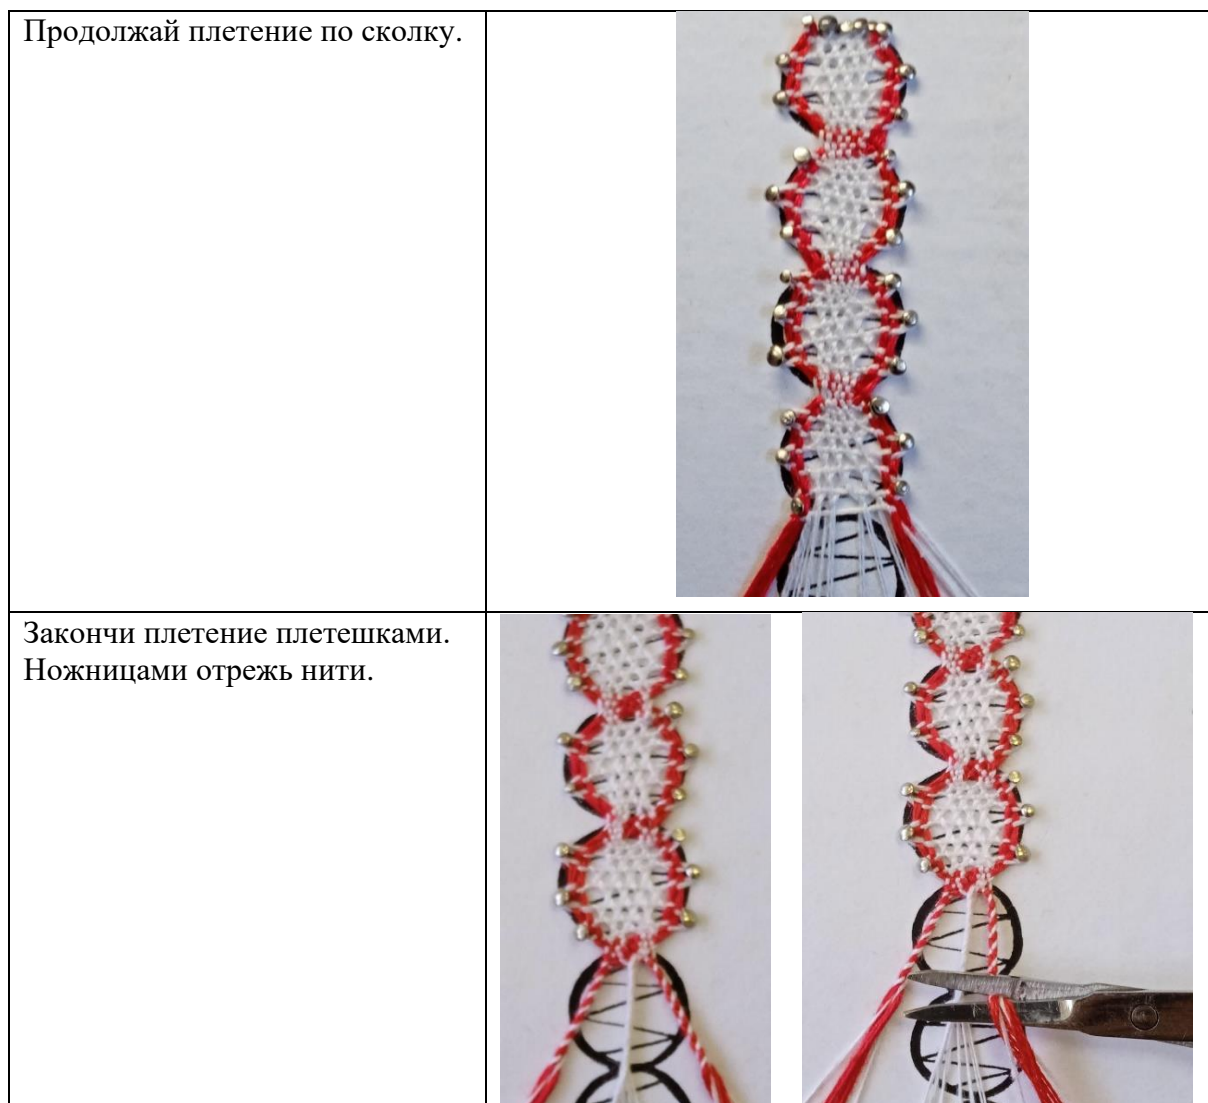 Продолжай плетение по сколку.
Закончи плетение плетешками.
Ножницами отрежь нити.